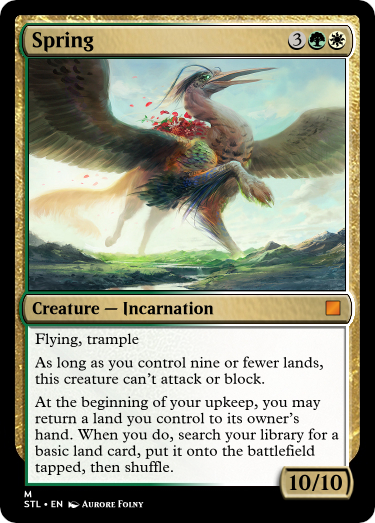 Spring
3
Creature — Incarnation
Flying, trample
As long as you control nine or fewer lands,
this creature can't attack or block.
At the beginning of your upkeep, you may
return a land you control to its owner's
hand. When you do, search your library for a
basic land card, put it onto the battlefield
tapped, then shuffle.
10/10
M
STL • EN Aurore Folny